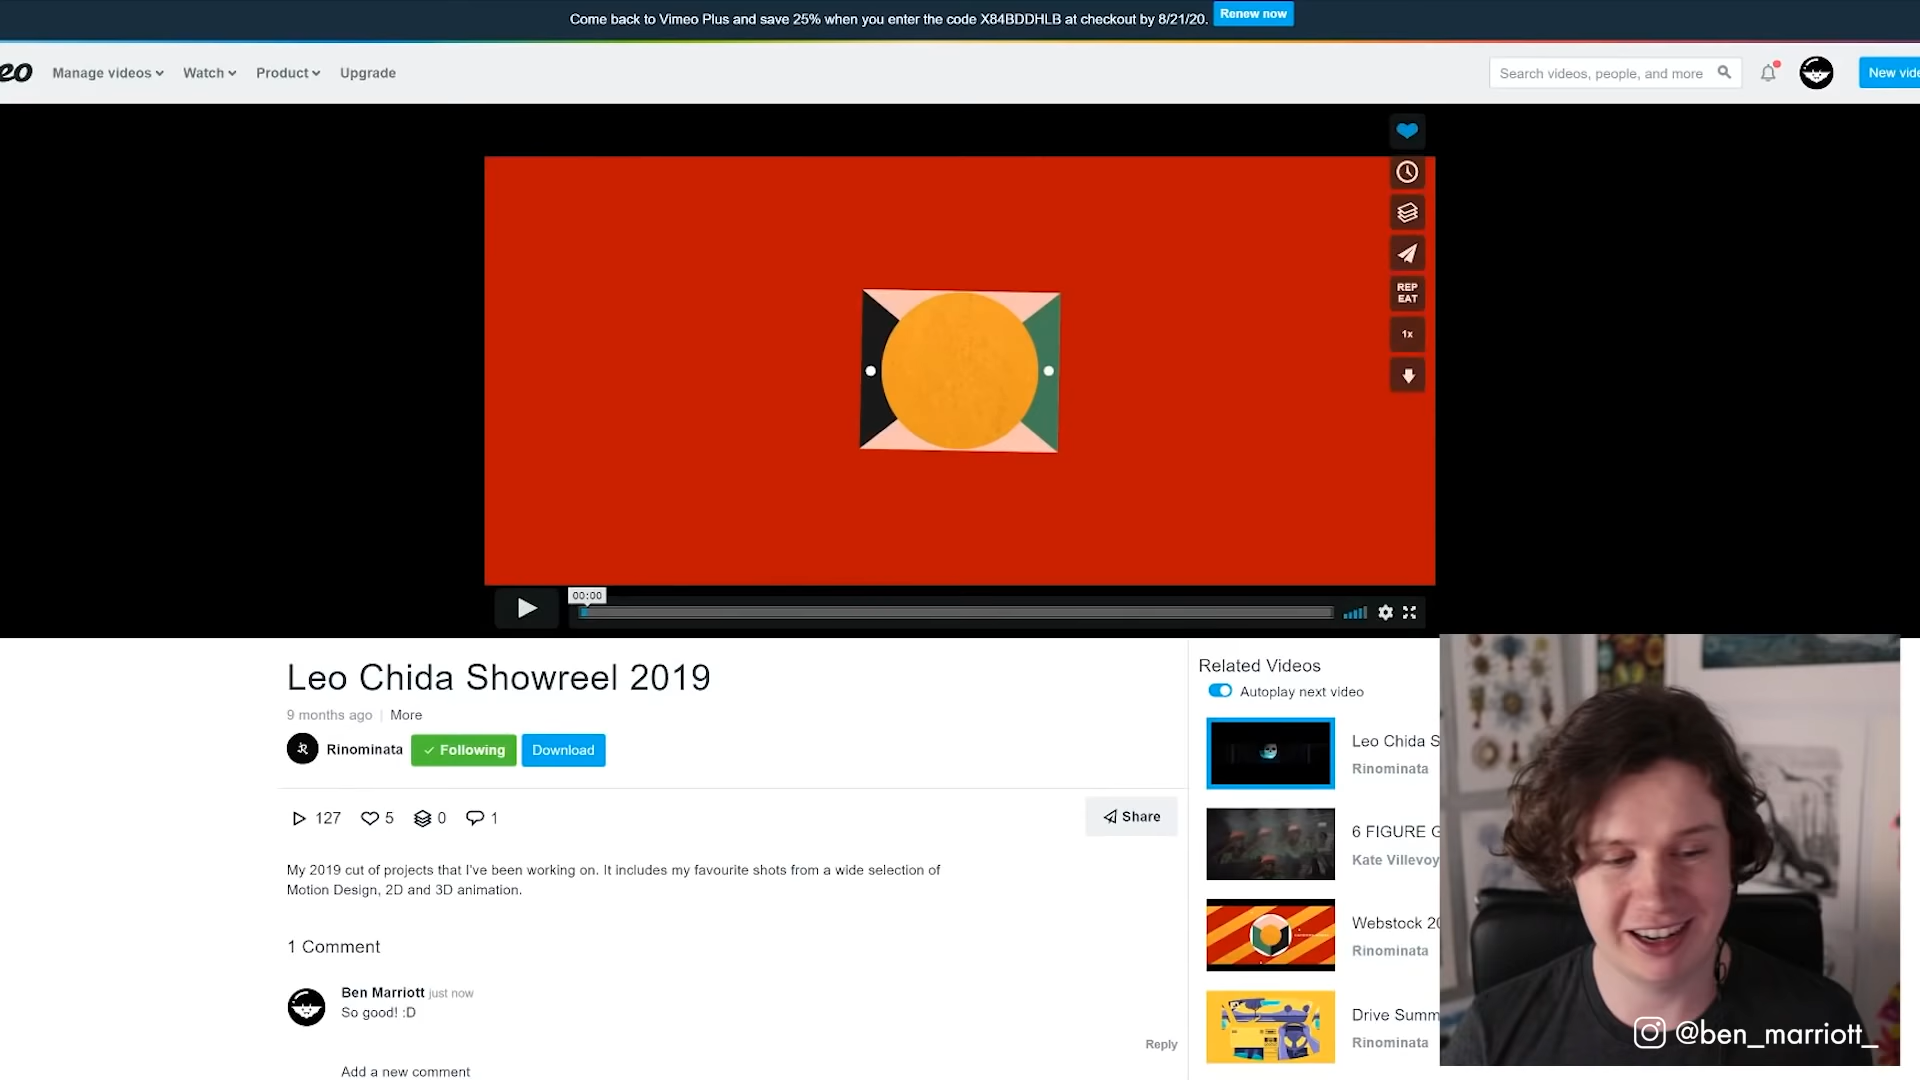 Come back to Vimeo Plus and save 25% when you enter the code X84BDDHLB at checkout by 8/21/20. Renew now
eo Manage videos Watch Product Upgrade Search videos, people, and more New vide
REP
EAT
1x
00:00
Leo Chida Showreel 2019
9 months ago | More
Rinominata Following Download
127 5 0 1 Share
My 2019 cut of projects that I've been working on. It includes my favourite shots from a wide selection of
Motion Design, 2D and 3D animation.
1 Comment
Ben Marriott just now
So good! :D
Reply
Add a new comment
Related Videos
Autoplay next video
Leo Chida S
Rinominata
6 FIGURE G
Kate Villevoy
Webstock 20
Rinominata
Drive Summ
Rinominata
@ben_marriott_